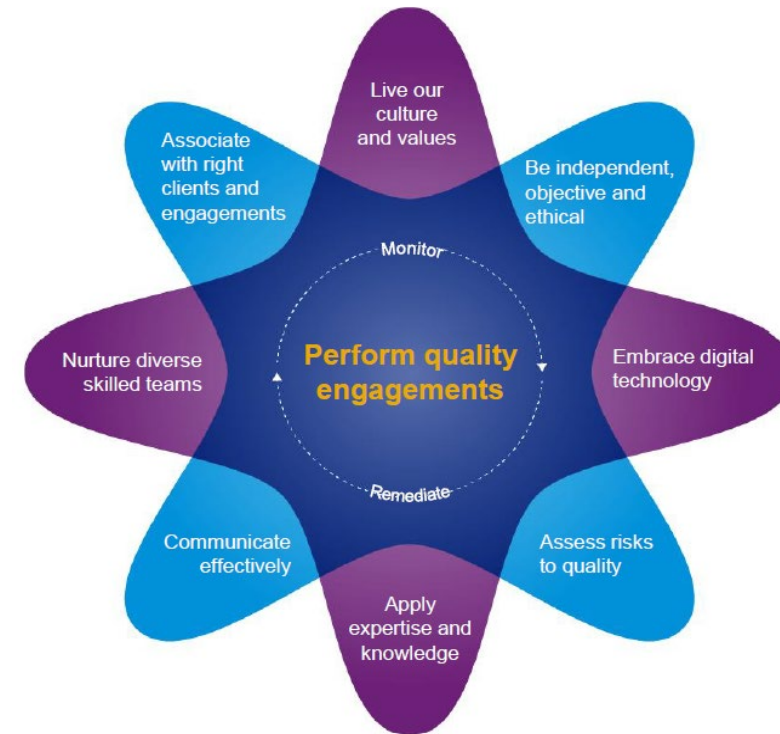 Live our
culture
and values
Be independent,
objective and
ethical
Embrace digital
technology
Assess risks
to quality
Apply
expertise and
knowledge
Communicate
effectively
Nurture diverse
skilled teams
Associate
with right
clients and
engagements
Monitor
Perform quality
engagements
Remediate